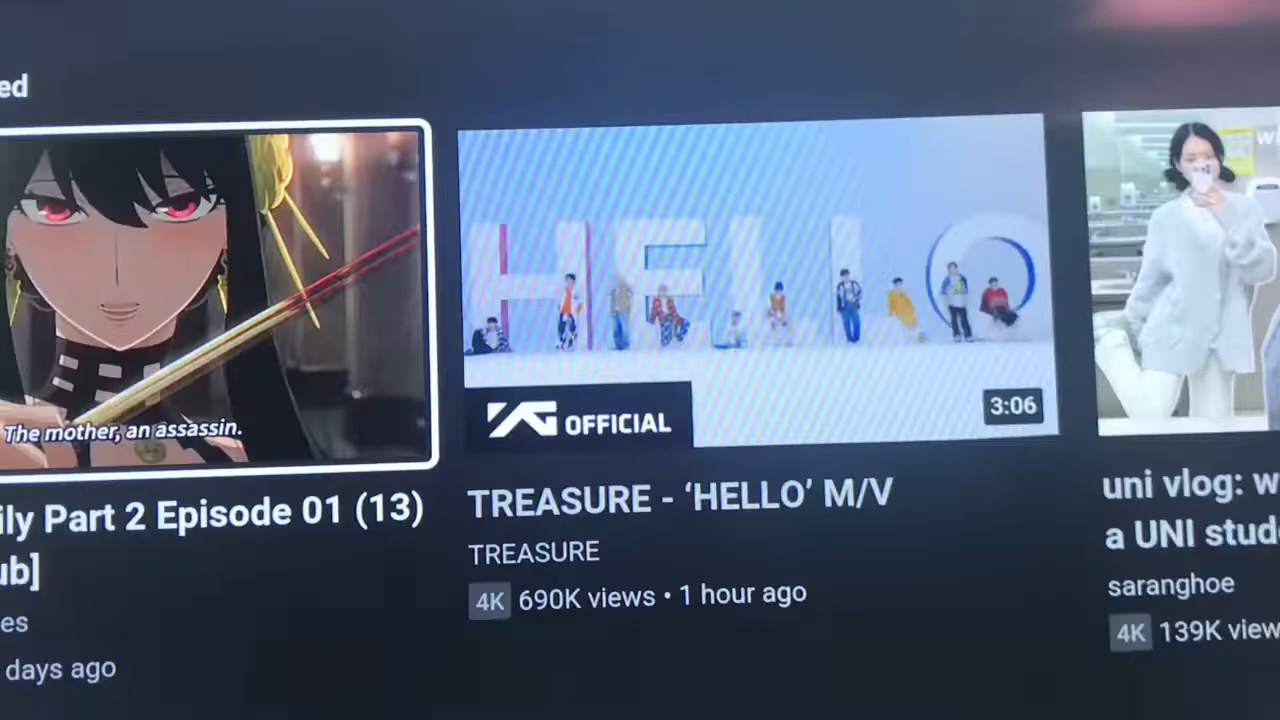 ed
The mother, an assassin.
ily Part 2 Episode 01 (13)
ub]
es
days ago
HELLO
YG OFFICIAL
3:06
TREASURE - ‘HELLO’ M/V
TREASURE
4K 690K views • 1 hour ago
uni vlog: w
a UNI stud
saranghoe
4K 139K view